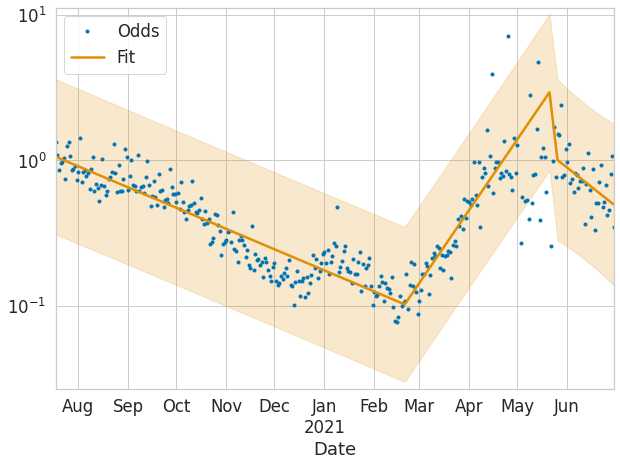 10¹
10⁰
10⁻¹
Odds
Fit
Aug Sep Oct Nov Dec Jan Feb Mar Apr May Jun
2021
Date